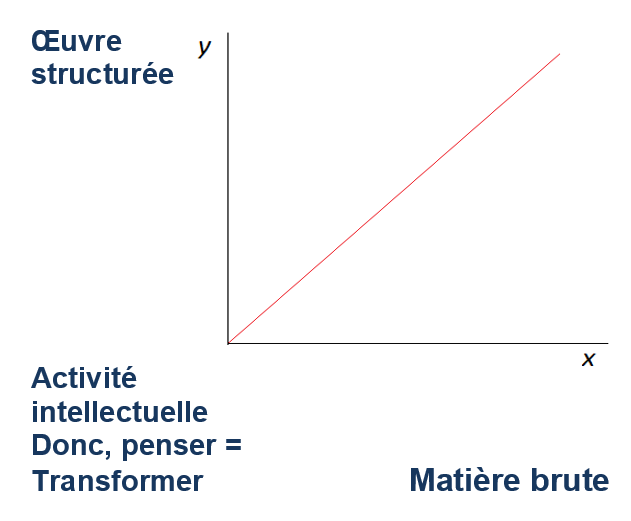 Œuvre
structurée
y
x
Activité
intellectuelle
Donc, penser =
Transformer
Matière brute